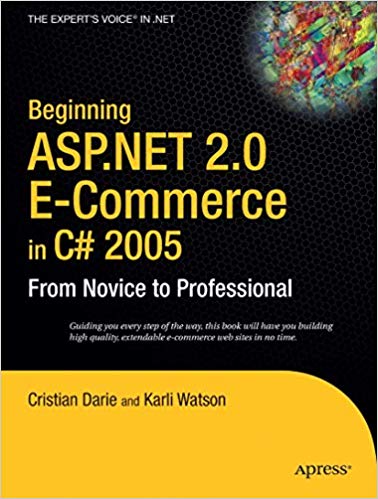 THE EXPERT'S VOICE® IN .NET
Beginning
ASP.NET 2.0
E-Commerce
in C# 2005
From Novice to Professional
Guiding you every step of the way, this book will have you building
high quality, extendable e-commerce web sites in no time.
Cristian Darie and Karli Watson
Apress®